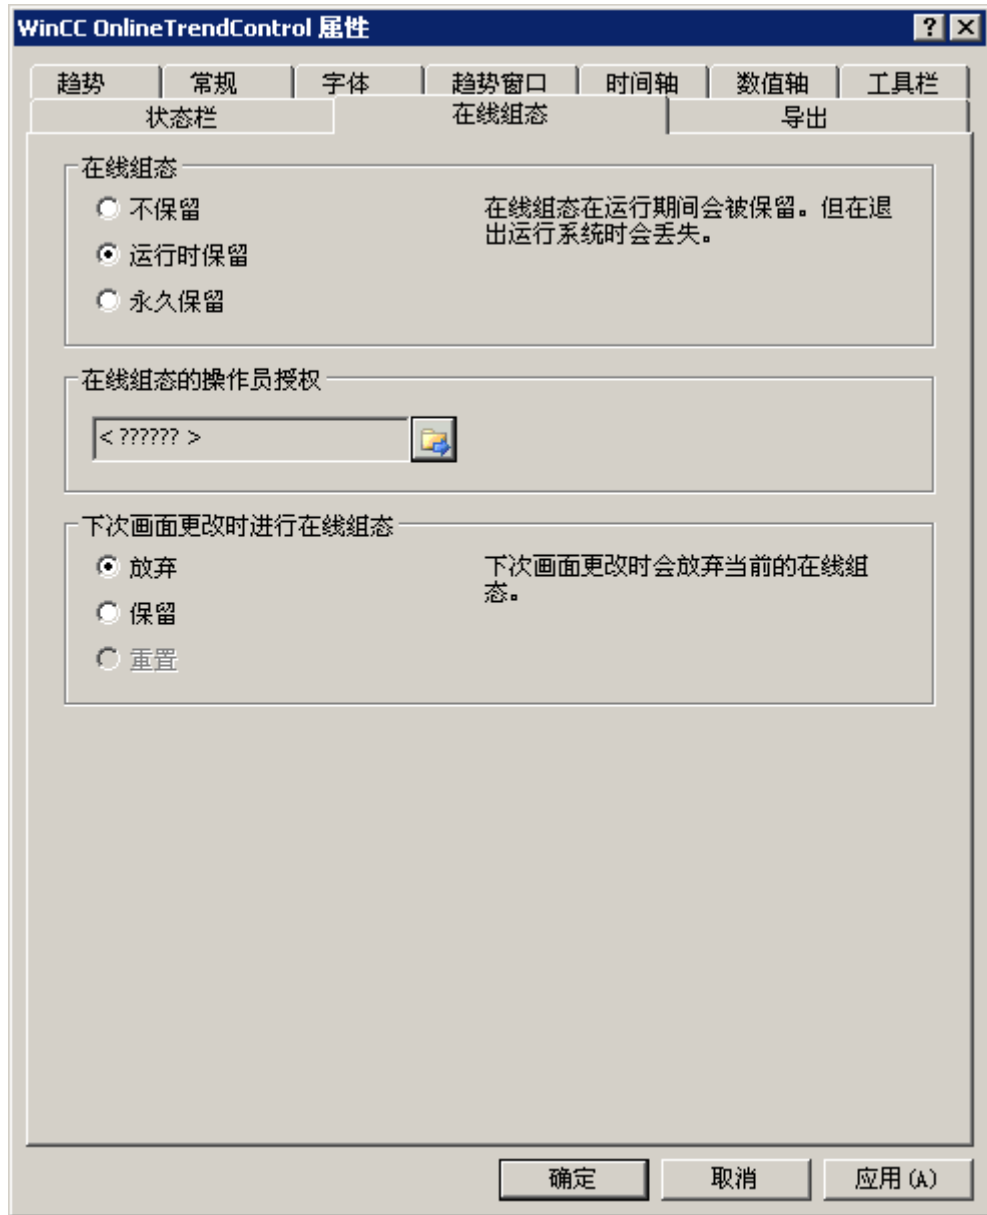 WinCC OnlineTrendControl 属性
趋势 常规 字体 趋势窗口 时间轴 数值轴 工具栏
状态栏 在线组态 导出
在线组态
不保留
在线组态在运行期间会被保留。但在退
出运行系统时会丢失。
运行时保留
永久保留
在线组态的操作员授权
< ?????? >
下次画面更改时进行在线组态
放弃
下次画面更改时会放弃当前的在线组
态。
保留
重置
确定 取消 应用(A)